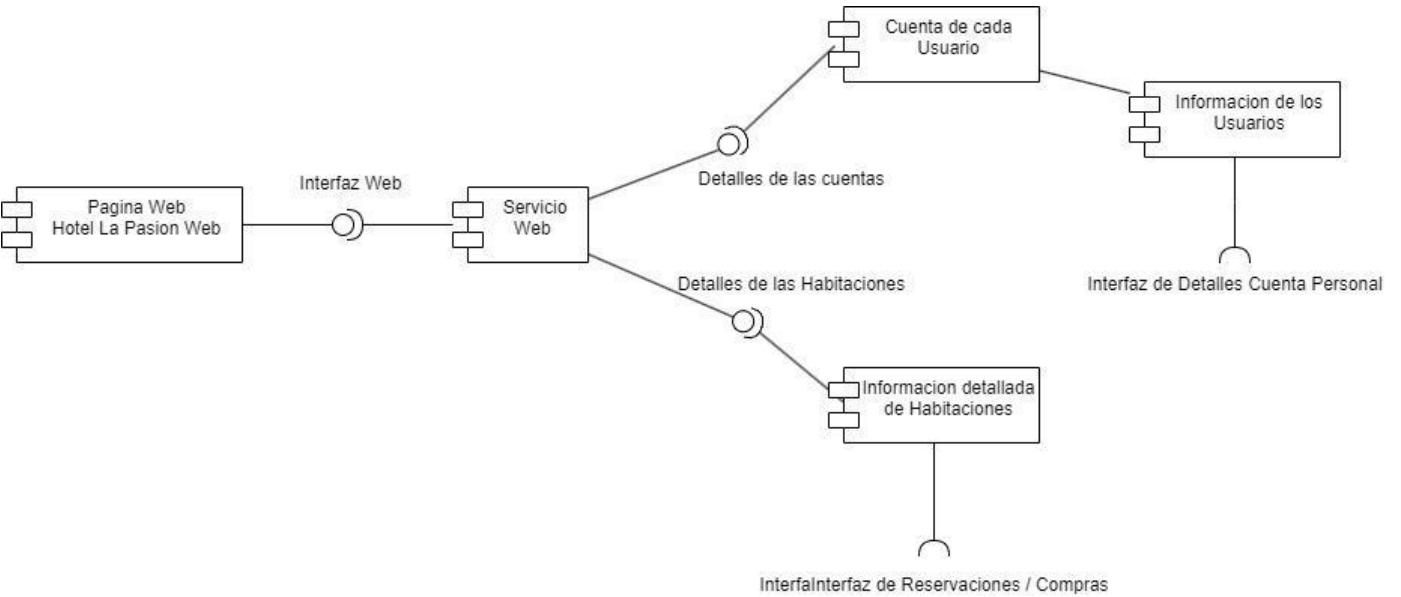 Cuenta de cada
Usuario
Informacion de los
Usuarios
Detalles de las cuentas
Interfaz Web
Pagina Web
Hotel La Pasion Web
Servicio
Web
Detalles de las Habitaciones
Interfaz de Detalles Cuenta Personal
Informacion detallada
de Habitaciones
InterfaInterfaz de Reservaciones / Compras